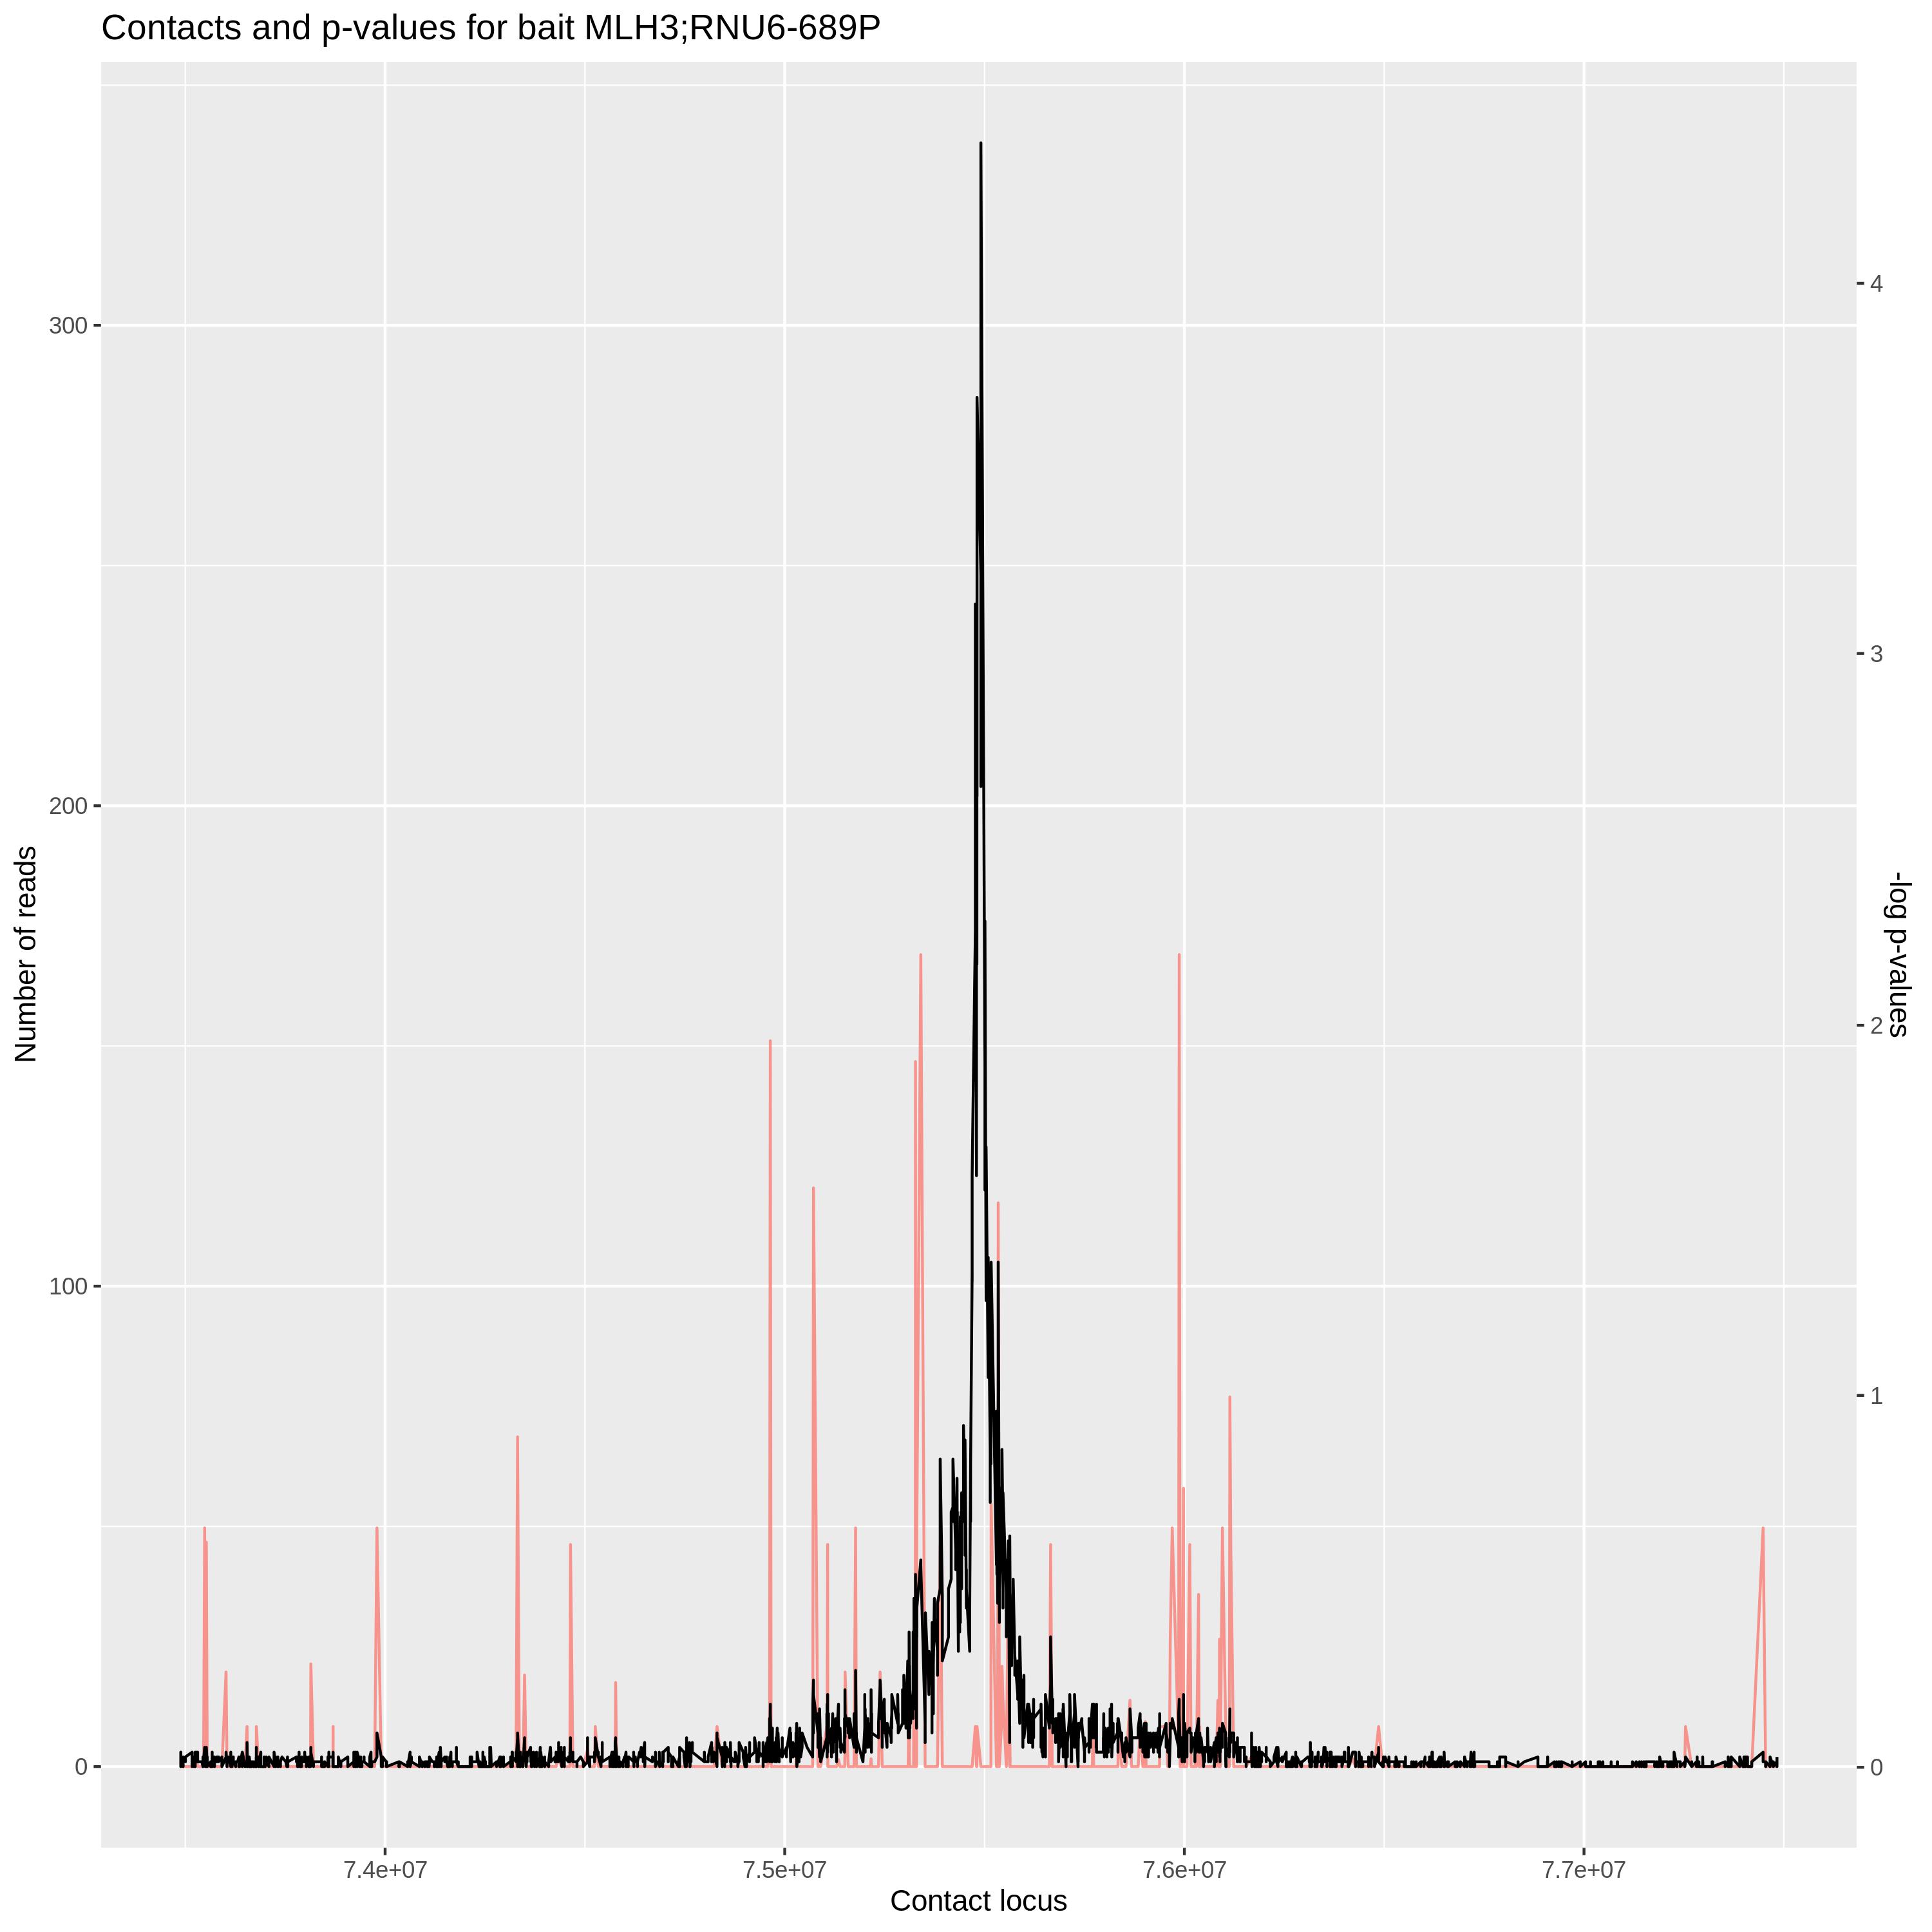 Contacts and p-values for bait MLH3;RNU6-689P
300
200
100
0
Number of reads
4
3
2
1
0
-log p-values
7.4e+07
7.5e+07
7.6e+07
7.7e+07
Contact locus